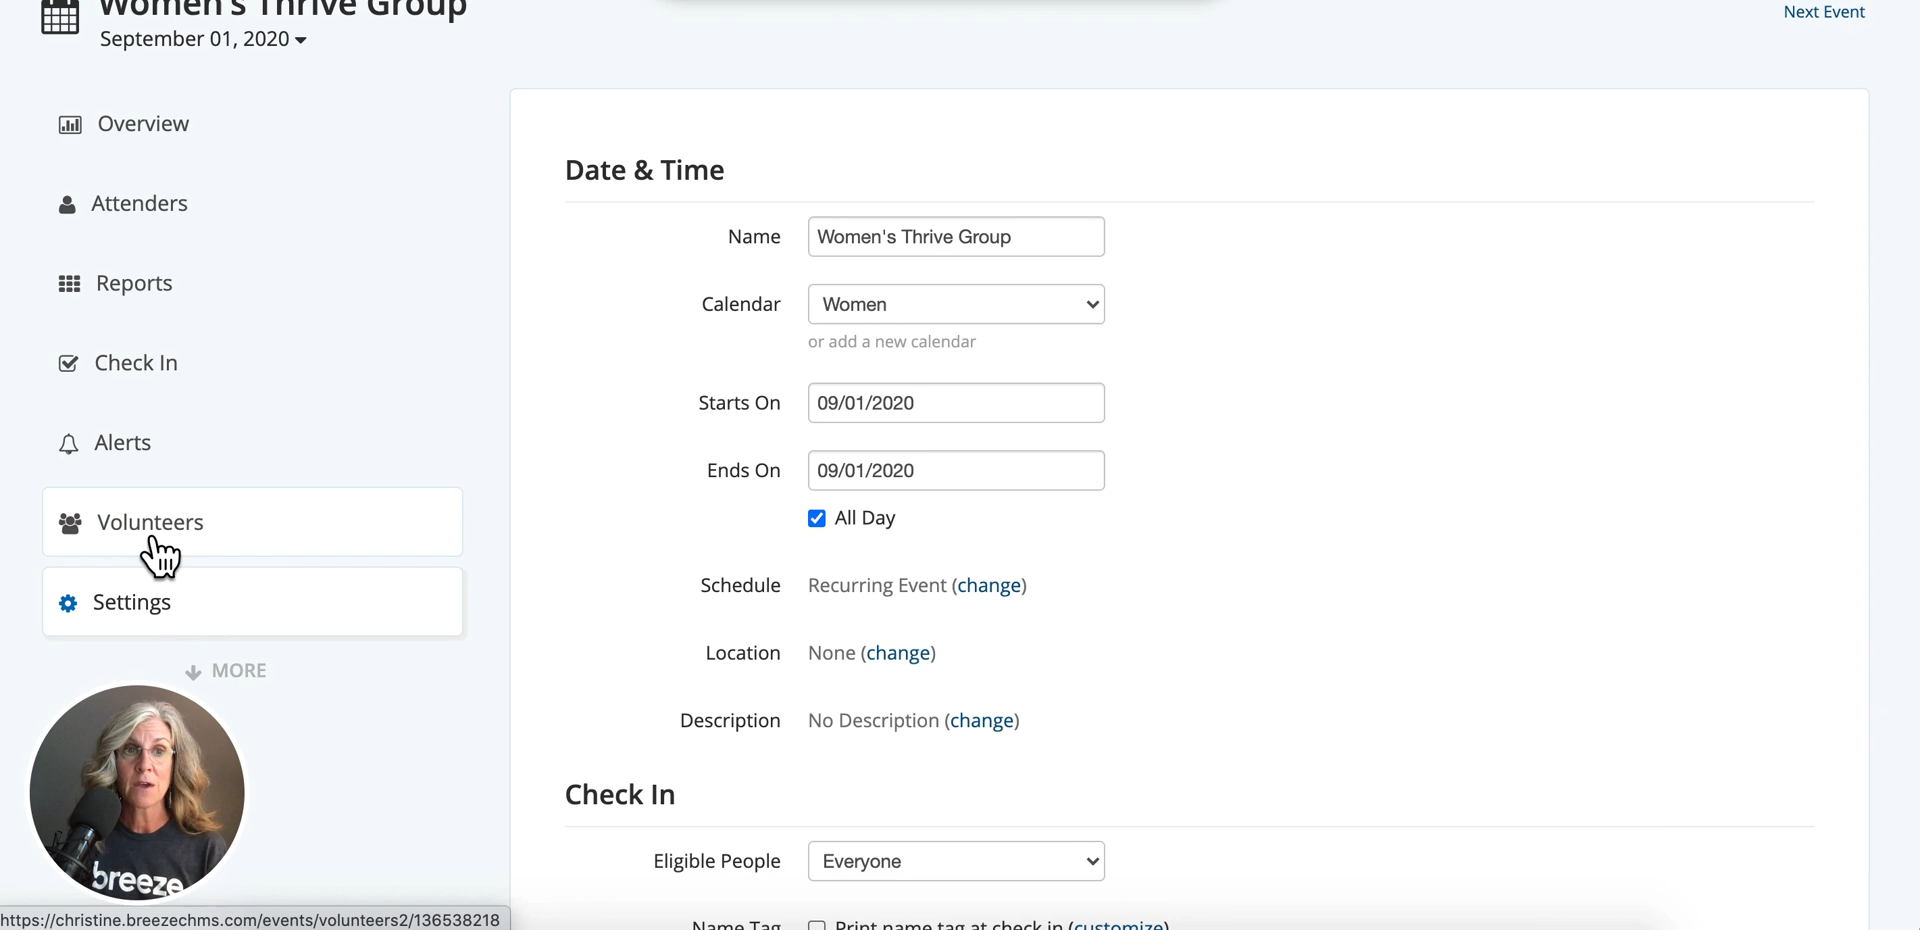 Women's Thrive Group
September 01, 2020
Next Event
Overview
Attenders
Reports
Check In
Alerts
Volunteers
Settings
MORE
Date & Time
Name Women's Thrive Group
Calendar Women
or add a new calendar
Starts On 09/01/2020
Ends On 09/01/2020
All Day
Schedule Recurring Event (change)
Location None (change)
Description No Description (change)
Check In
Eligible People Everyone
Name Tag Print name tag at check in (customize)
breeze
https://christine.breezechms.com/events/volunteers2/136538218